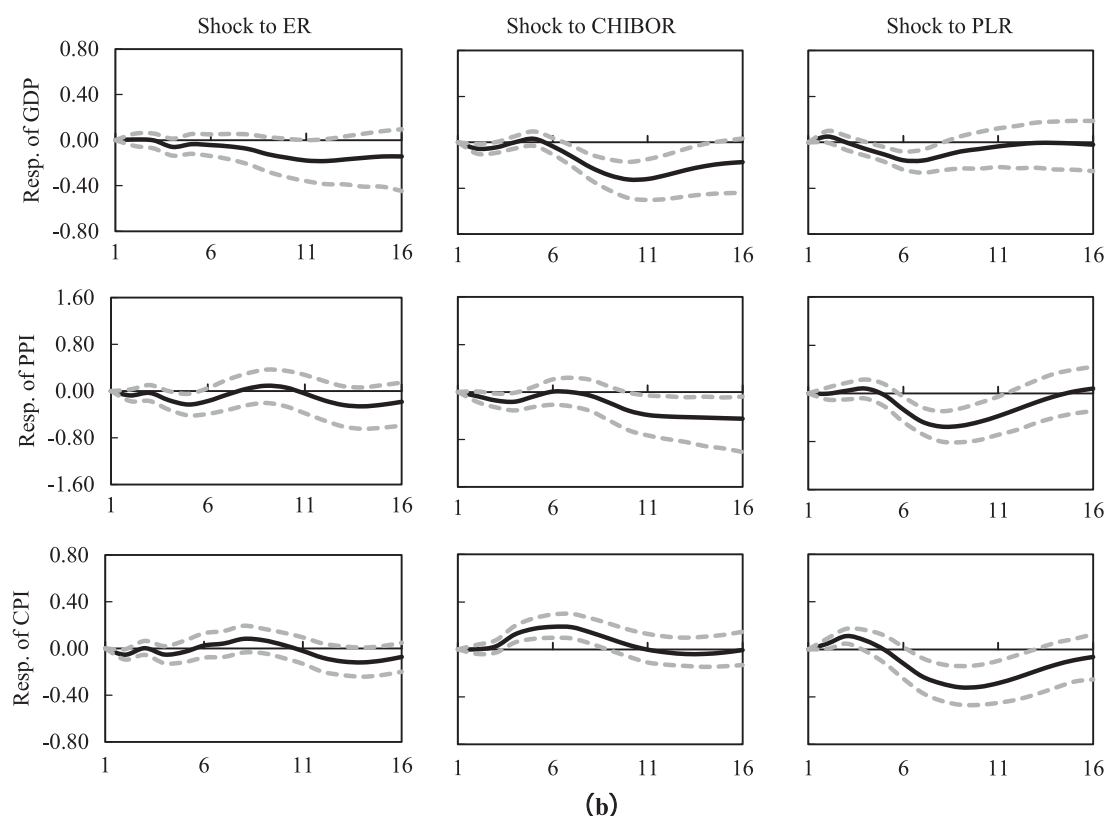 Shock to ER Shock to CHIBOR Shock to PLR
Resp. of GDP
0.80
0.40
0.00
-0.40
-0.80
1 6 11 16 1 6 11 16 1 6 11 16
Resp. of PPI
1.60
0.80
0.00
-0.80
-1.60
1 6 11 16 1 6 11 16 1 6 11 16
Resp. of CPI
0.80
0.40
0.00
-0.40
-0.80
1 6 11 16 1 6 11 16 1 6 11 16
(b)